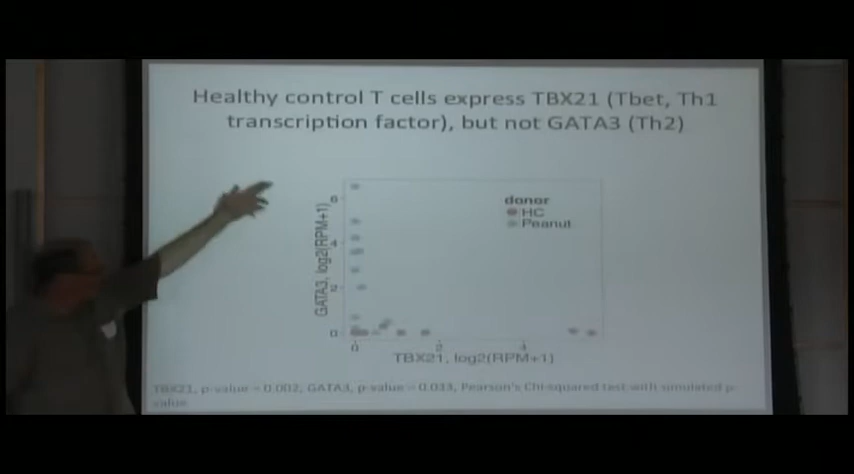 Healthy control T cells express TBX21 (Tbet, Th1
transcription factor), but not GATA3 (Th2)
donor
HC
Peanut
GATA3, log2(RPM+1)
6
4
2
0
0
2
4
TBX21, log2(RPM+1)
TBX21, p-value = 0.002, GATA3, p-value = 0.033, Pearson's Chi-squared test with simulated p-
value